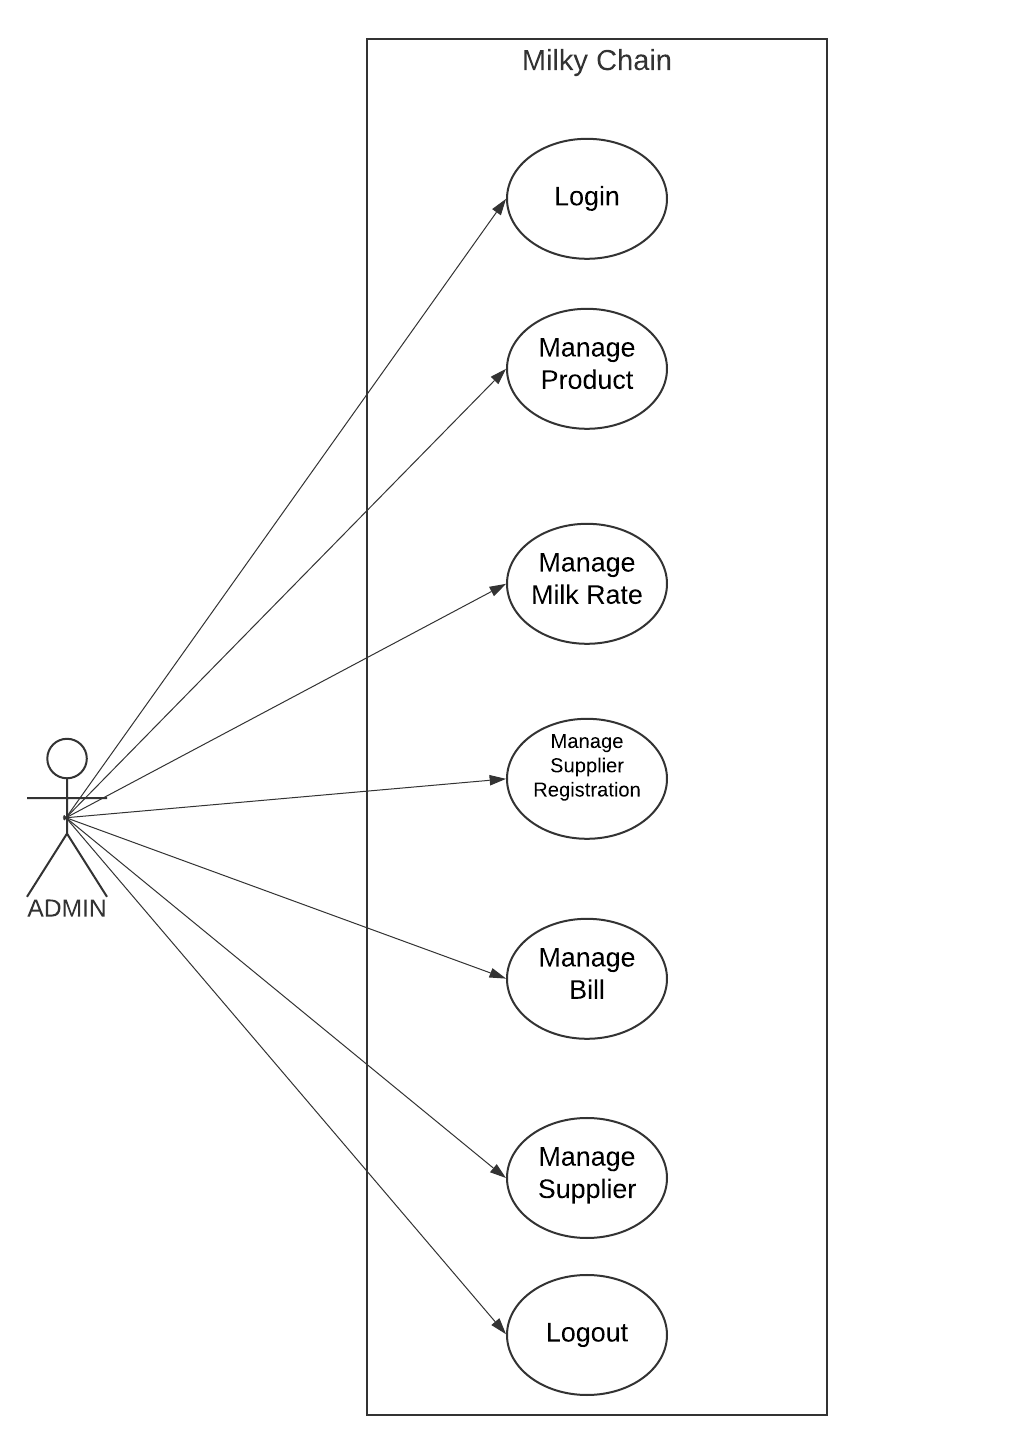 Milky Chain
Login
Manage
Product
Manage
Milk Rate
Manage
Supplier
Registration
ADMIN
Manage
Bill
Manage
Supplier
Logout